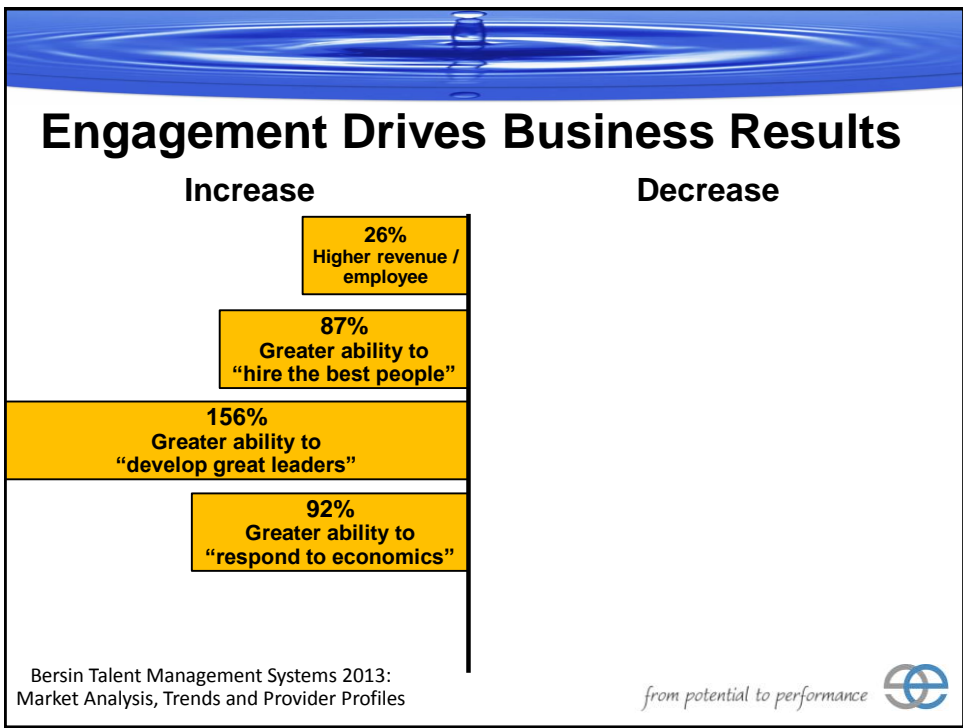 Engagement Drives Business Results
Increase
Decrease
26%
Higher revenue /
employee
87%
Greater ability to
“hire the best people”
156%
Greater ability to
“develop great leaders”
92%
Greater ability to
“respond to economics”
Bersin Talent Management Systems 2013:
Market Analysis, Trends and Provider Profiles
from potential to performance